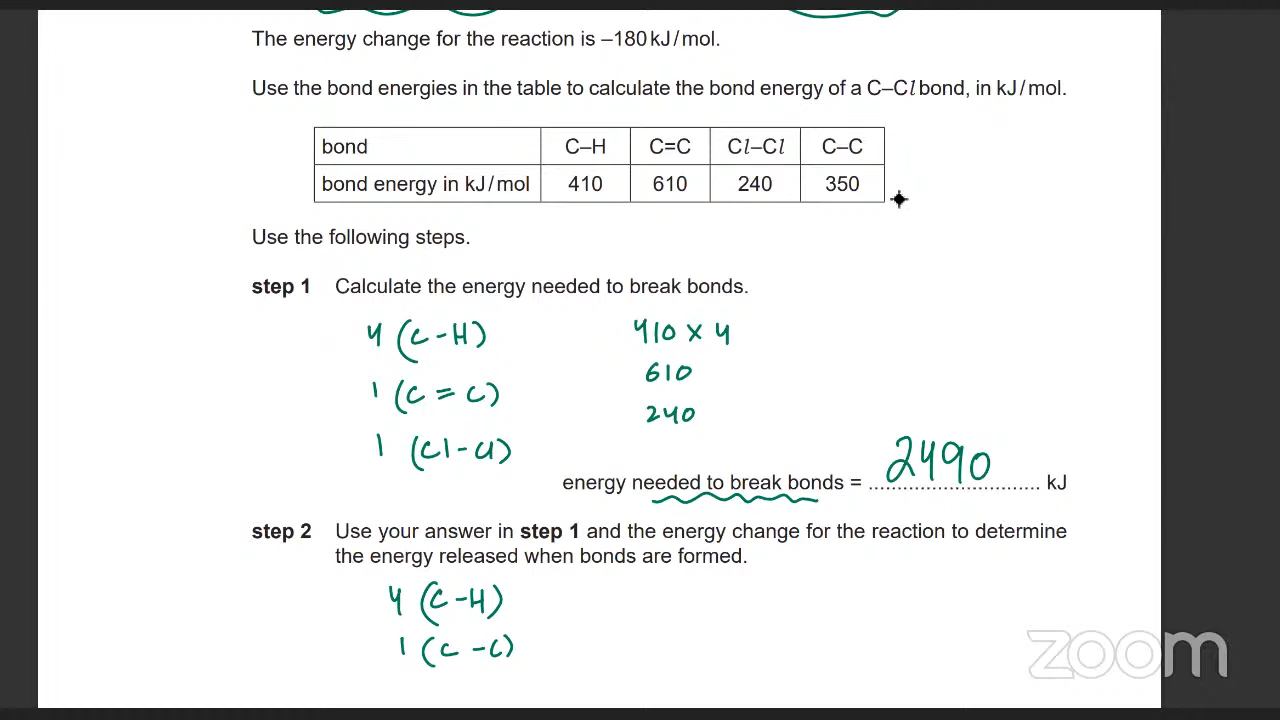 The energy change for the reaction is –180 kJ/mol.
Use the bond energies in the table to calculate the bond energy of a C–Cl bond, in kJ/mol.
bond C–H C=C Cl–Cl C–C
bond energy in kJ/mol 410 610 240 350
Use the following steps.
step 1 Calculate the energy needed to break bonds.
4 (C-H) 410 x 4
1 (C = C) 610
240
1 (Cl-Cl)
energy needed to break bonds = .............................. kJ
2490
step 2 Use your answer in step 1 and the energy change for the reaction to determine
the energy released when bonds are formed.
4 (C-H)
1 (C-C)
zoom